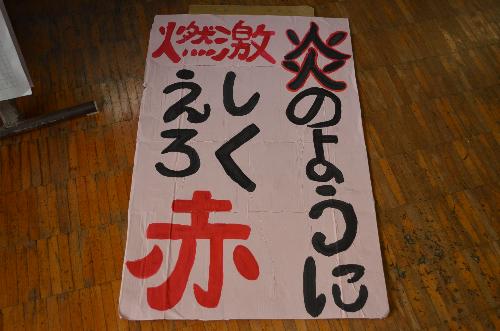 炎のように
激しく
燃えろ
赤